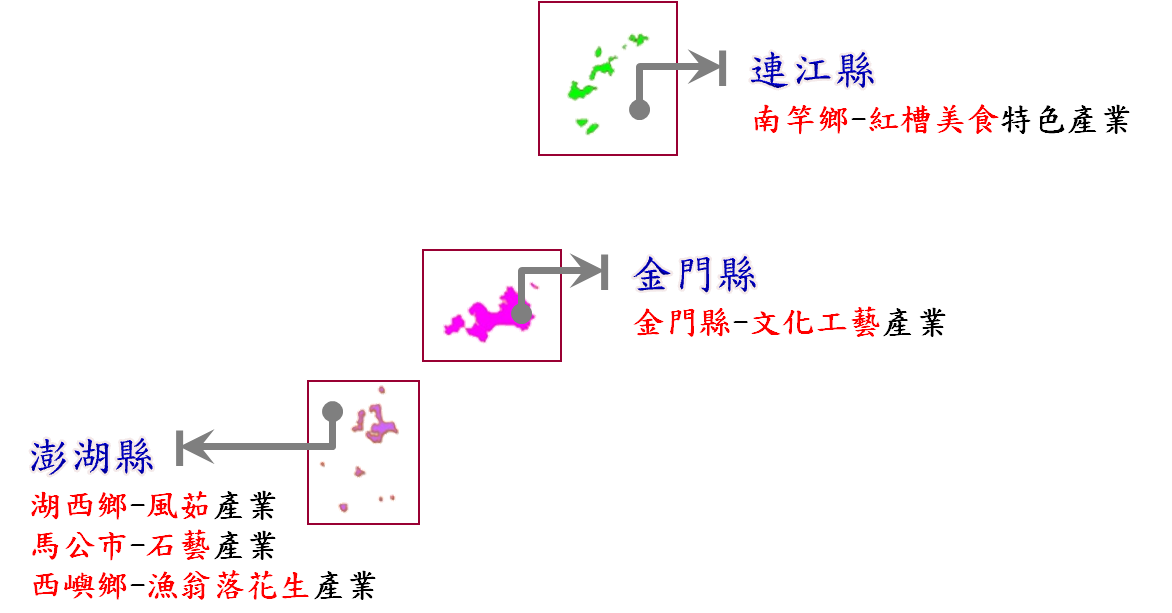 連江縣
南竿鄉-紅槽美食特色產業
金門縣
金門縣-文化工藝產業
澎湖縣
湖西鄉-風茹產業
馬公市-石藝產業
西嶼鄉-漁翁落花生產業